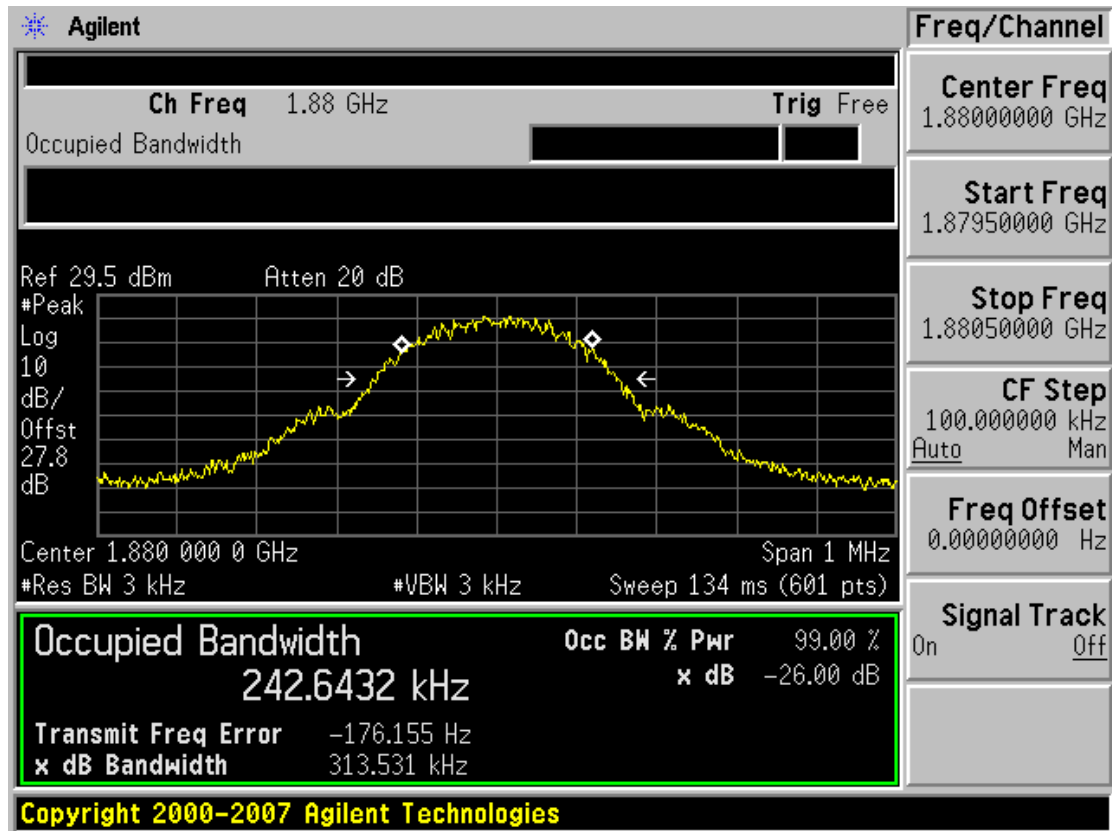 Agilent
Freq/Channel
Ch Freq 1.88 GHz Trig Free
Occupied Bandwidth
Center Freq
1.88000000 GHz
Start Freq
1.87950000 GHz
Stop Freq
1.88050000 GHz
CF Step
100.000000 kHz
Auto Man
Freq Offset
0.00000000 Hz
Signal Track
On Off
Ref 29.5 dBm Atten 20 dB
#Peak
Log
10
dB/
Offst
27.8
dB
Center 1.880 000 0 GHz Span 1 MHz
#Res BW 3 kHz #VBW 3 kHz Sweep 134 ms (601 pts)
Occupied Bandwidth Occ BW % Pwr 99.00 %
242.6432 kHz x dB -26.00 dB
Transmit Freq Error -176.155 Hz
x dB Bandwidth 313.531 kHz
Copyright 2000-2007 Agilent Technologies